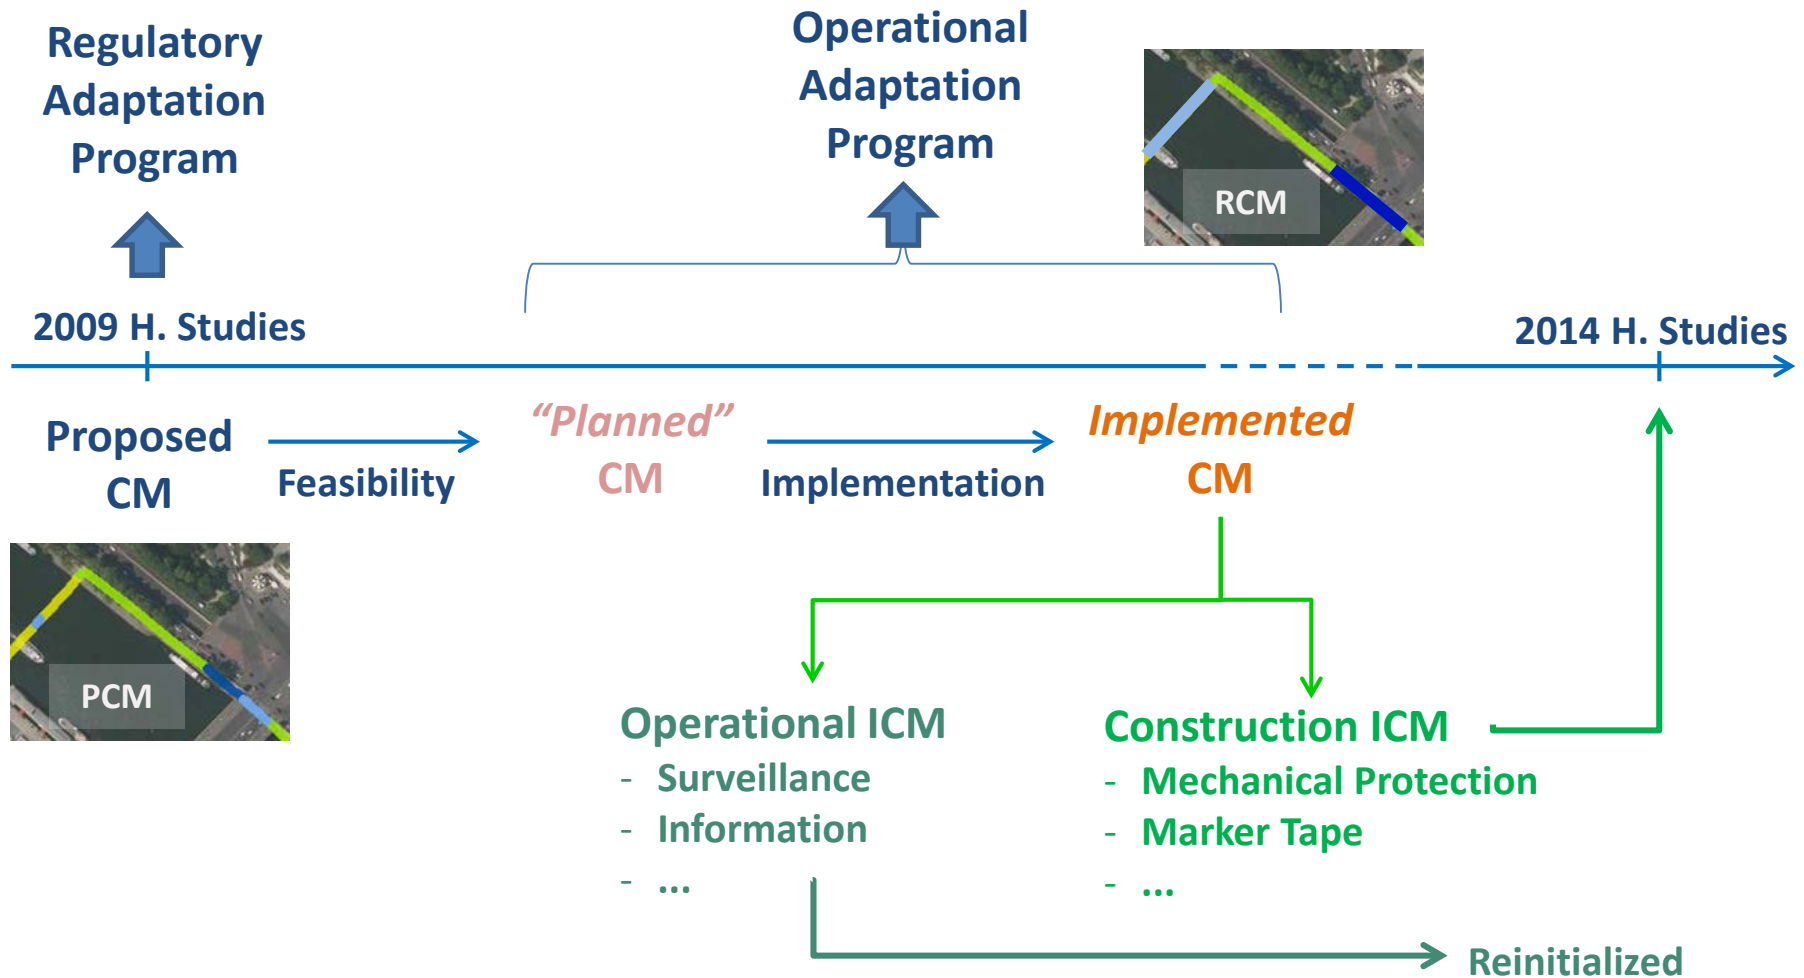 Regulatory
Adaptation
Program
Operational
Adaptation
Program
RCM
2009 H. Studies
2014 H. Studies
Proposed
CM
Feasibility
“Planned”
CM
Implementation
Implemented
CM
PCM
Operational ICM
- Surveillance
- Information
- ...
Construction ICM
- Mechanical Protection
- Marker Tape
- ...
Reinitialized